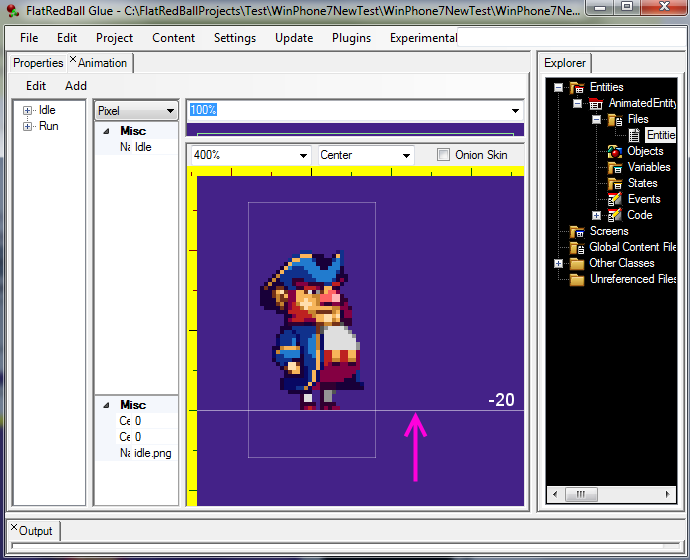 FlatRedBall Glue - C:\FlatRedBallProjects\Test\WinPhone7NewTest\WinPhone7NewTest\WinPhone7Ne...
File Edit Project Content Settings Update Plugins Experimental
Properties Animation
Explorer
Edit Add
Idle
Run
Pixel
Misc
Na Idle
100%
400% Center Onion Skin
-20
Misc
Ce 0
Ce 0
Na idle.png
Entities
AnimatedEntity
Files
Entitie
Objects
Variables
States
Events
Code
Screens
Global Content File
Other Classes
Unreferenced Files
Output